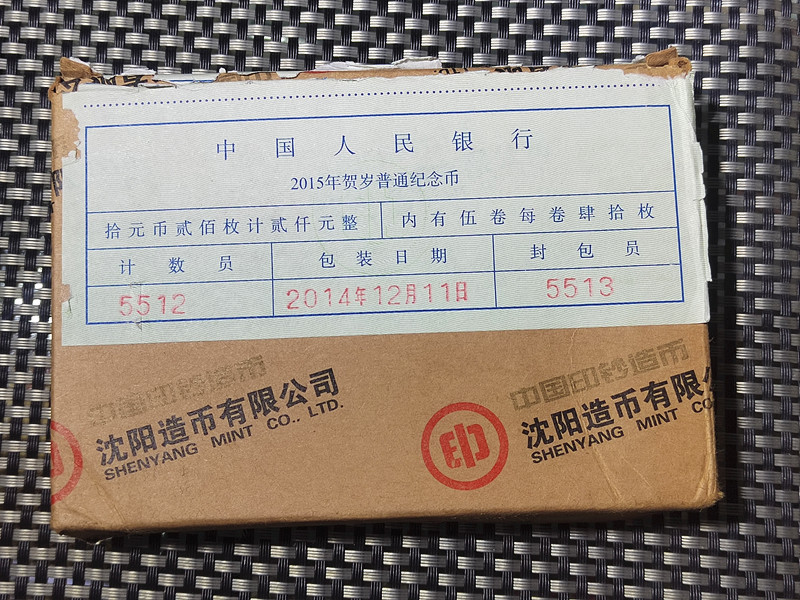 中国人民银行
2015年贺岁普通纪念币
拾元币贰佰枚计贰仟元整 内有伍卷每卷肆拾枚
计数员 包装日期 封包员
5512 2014年12月11日 5513
中国印钞造币
沈阳造币有限公司
SHENYANG MINT CO., LTD.
中国印钞造币
沈阳造币有限公
SHENYANG MINT CO